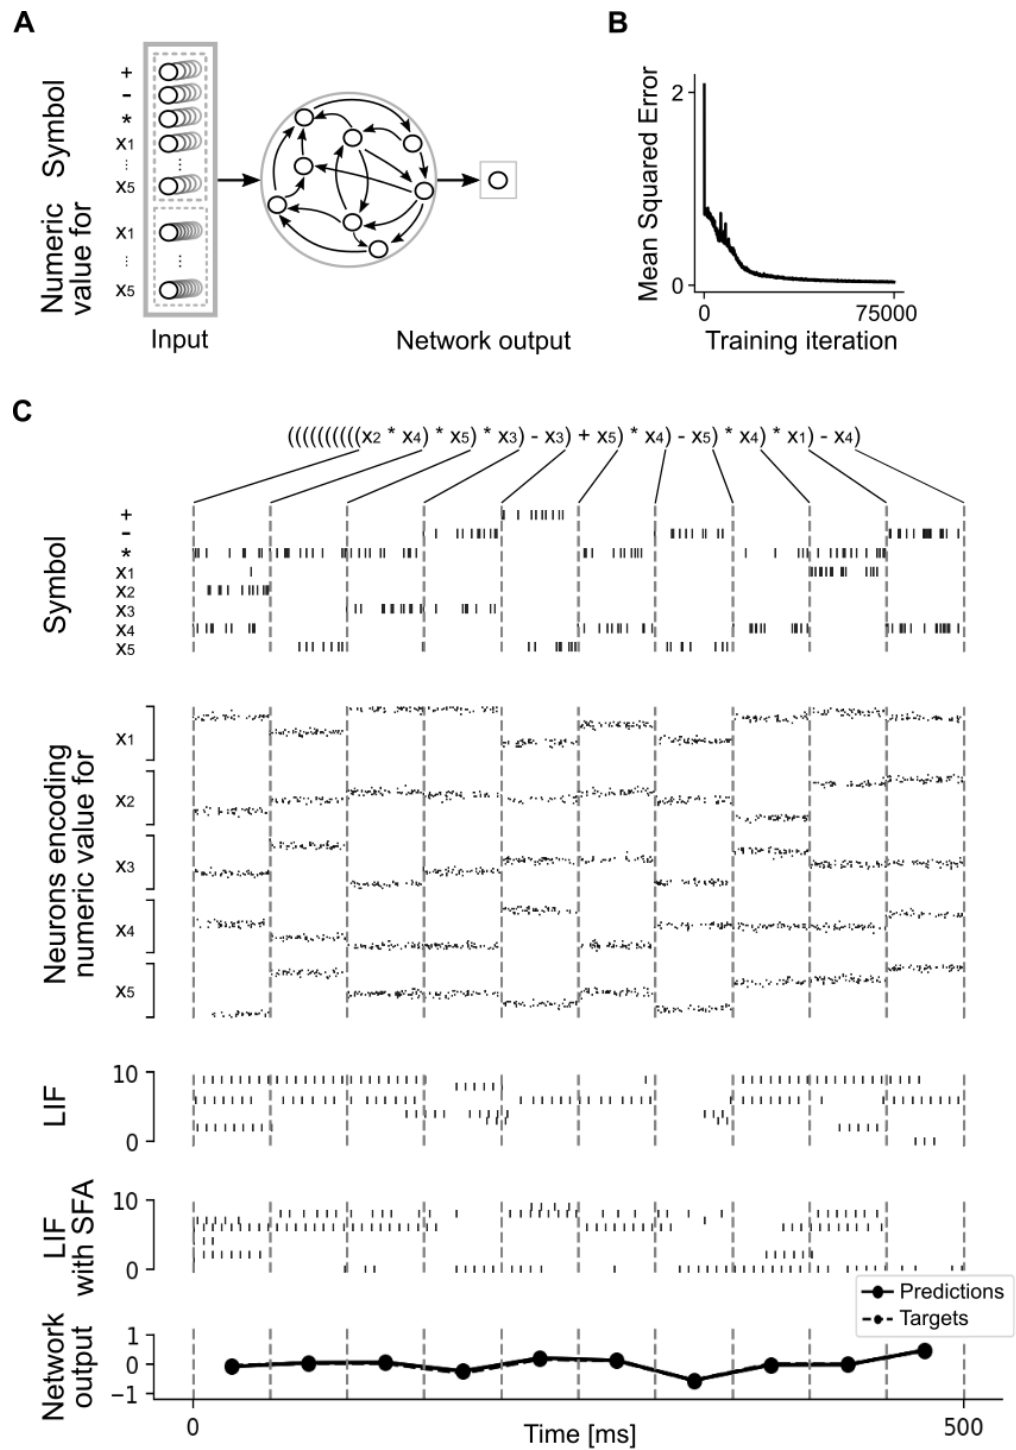 A
B
Symbol
Numeric
value for
+
-
*
x1
⋮
x5
x1
⋮
x5
Input
Network output
Mean Squared Error
2
0
0
75000
Training iteration
C
((((((((((x2 * x4) * x5) * x3) - x3) + x5) * x4) - x5) * x4) * x1) - x4)
Symbol
+
-
*
x1
x2
x3
x4
x5
Neurons encoding
numeric value for
x1
x2
x3
x4
x5
LIF
10
0
LIF
with SFA
10
0
Predictions
Targets
Network
output
1
0
−1
0
500
Time [ms]